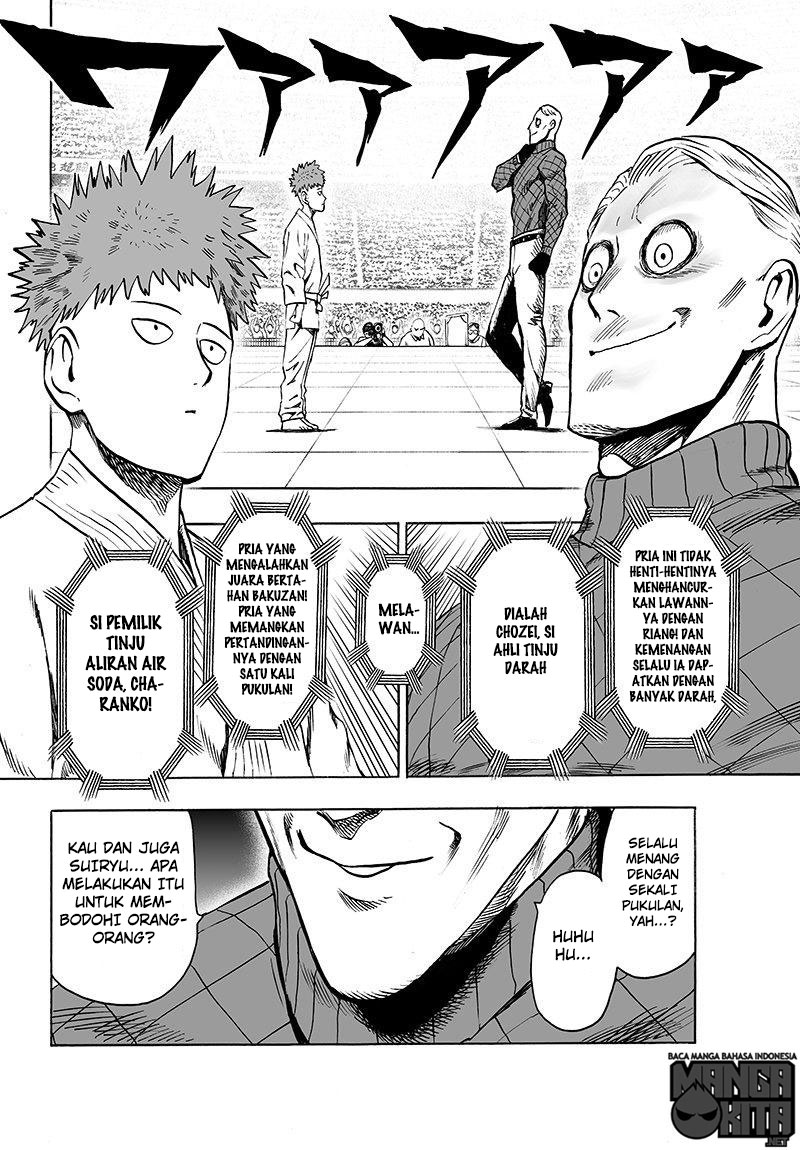 ワァァァァァ
PRIA INI TIDAK
HENTI-HENTINYA
MENGHANCUR-
KAN LAWANN-
YA DENGAN
RIANG! DAN
KEMENANGAN
SELALU IA DAP-
ATKAN DENGAN
BANYAK DARAH,
DIALAH
CHOZEI, SI
AHLI TINJU
DARAH
MELA-
WAN...
PRIA YANG
MENGALAHKAN
JUARA BERTA-
HAN BAKUZAN!
PRIA YANG
MEMANGKAN
PERTANDINGAN-
NYA DENGAN
SATU KALI
PUKULAN!
SI PEMILIK
TINJU
ALIRAN AIR
SODA, CHA-
RANKO!
SELALU
MENANG
DENGAN
SEKALI
PUKULAN,
YAH...?
HUHU
HU...
KAU DAN JUGA
SUIRYU... APA
MELAKUKAN ITU
UNTUK MEM-
BODOHI ORANG-
ORANG?
BACA MANGA BAHASA INDONESIA
MANGA
KITA
.NET